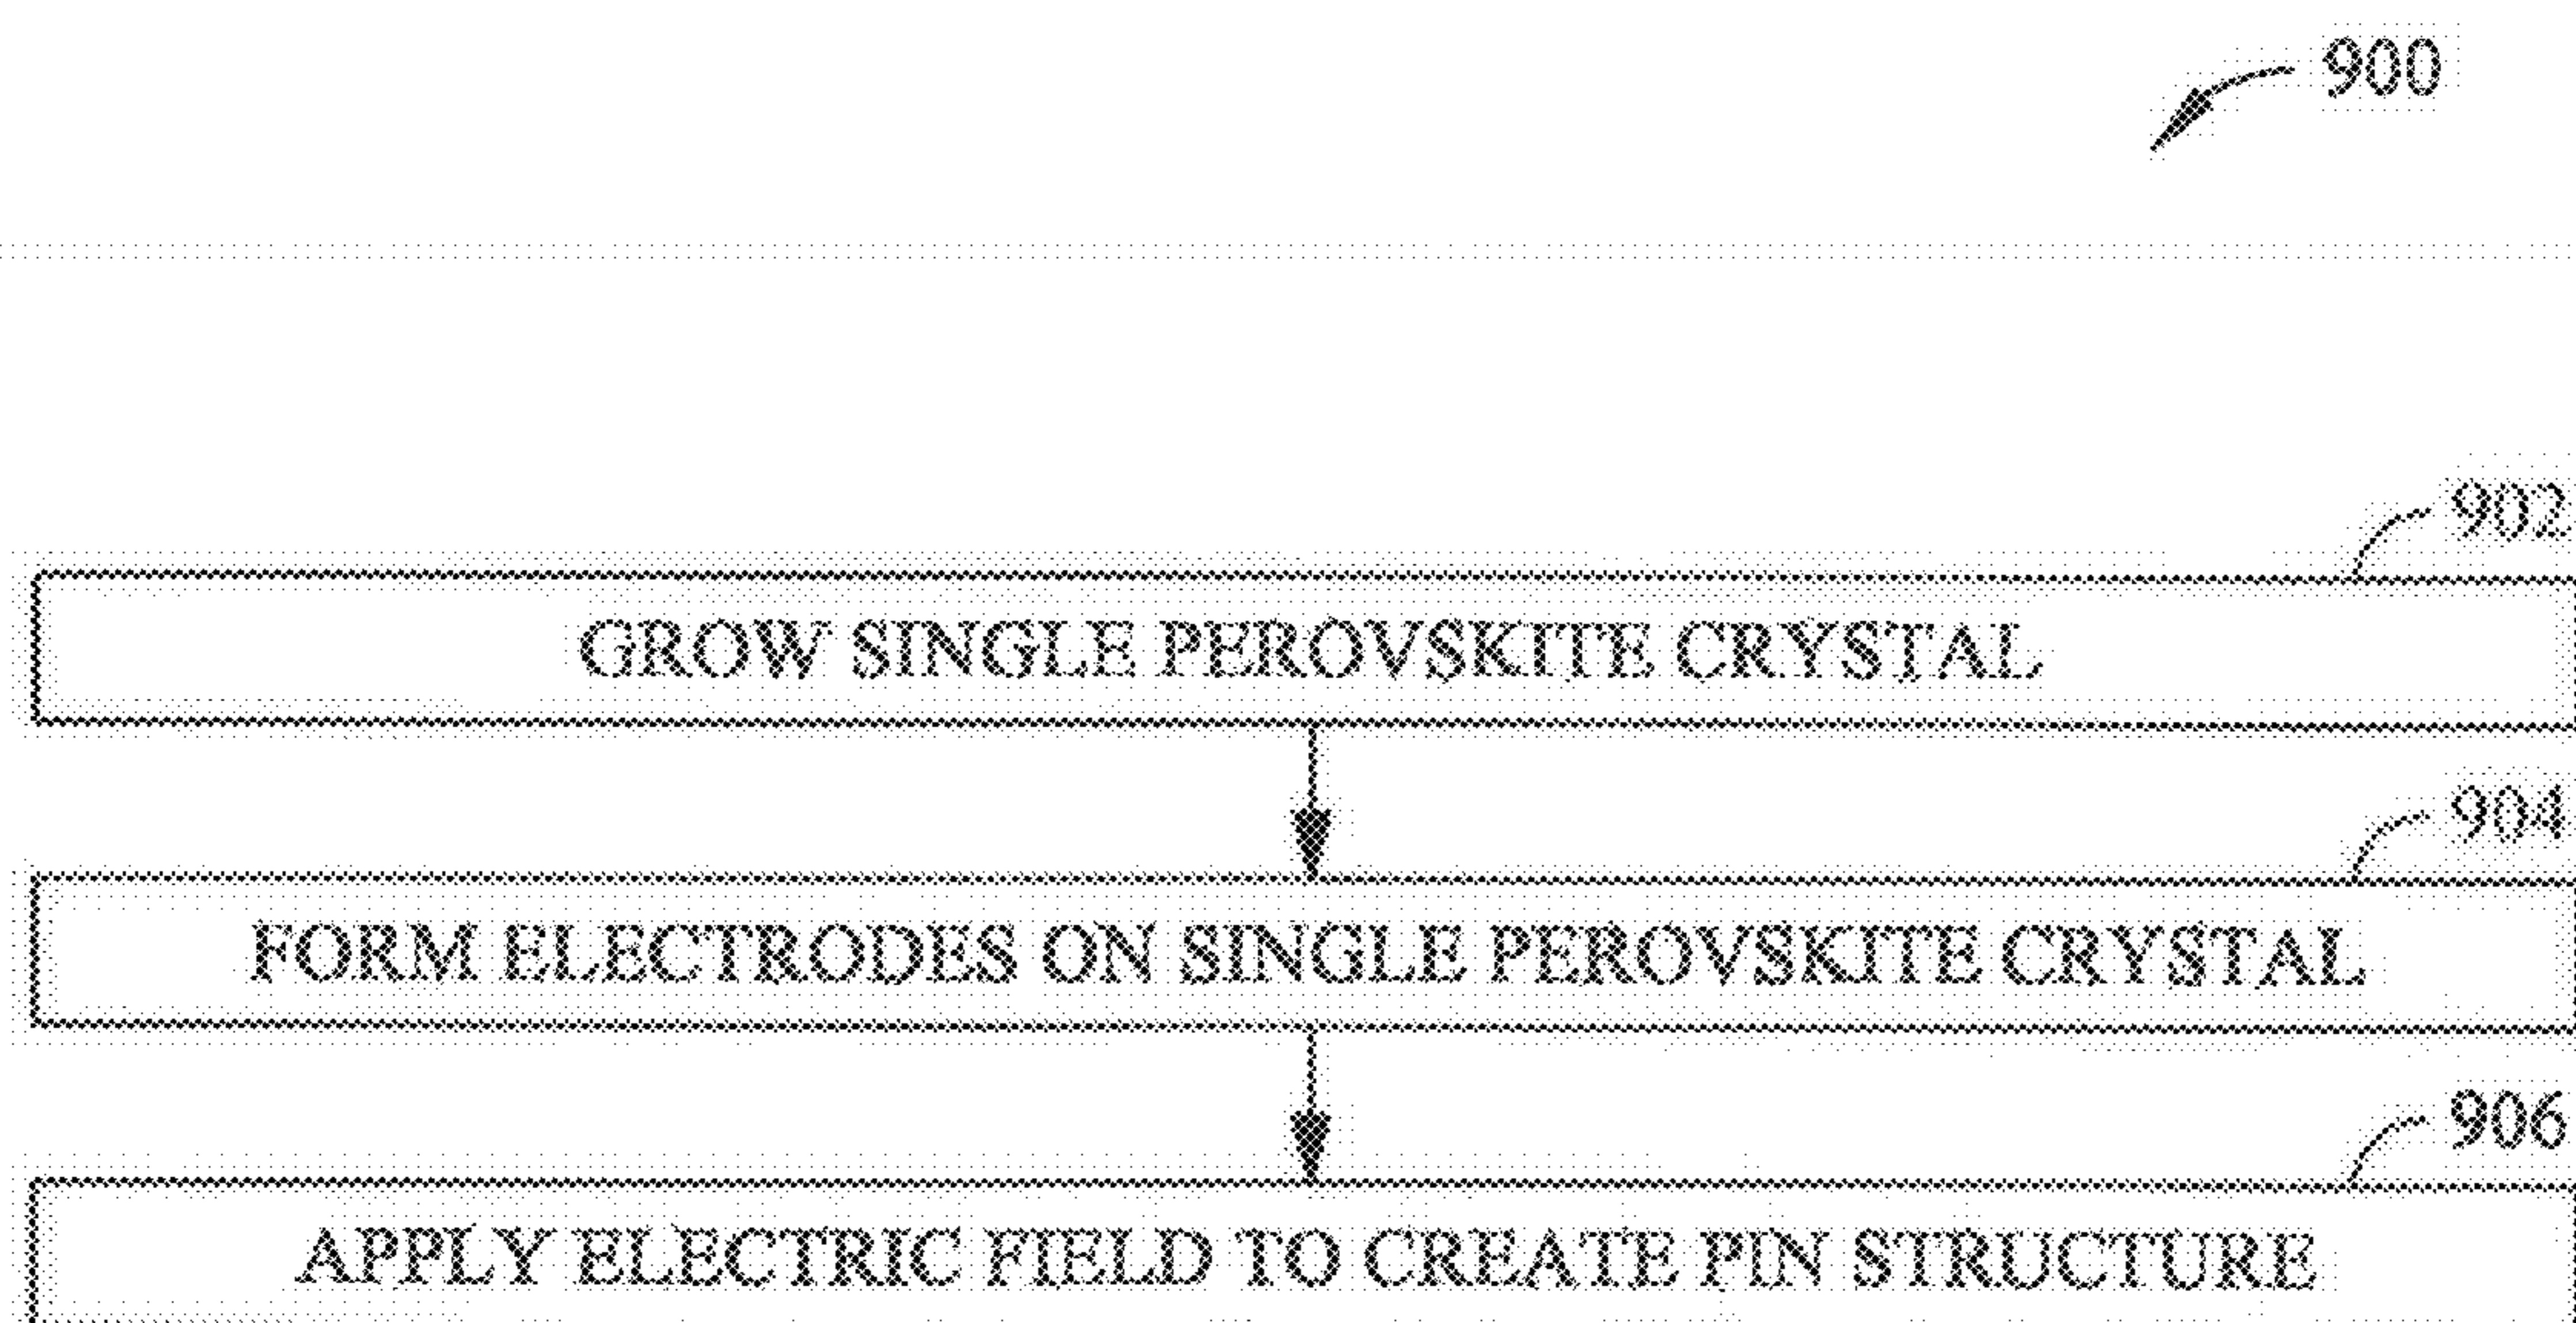 900
902
GROW SINGLE PEROVSKITE CRYSTAL
904
FORM ELECTRODES ON SINGLE PEROVSKITE CRYSTAL
906
APPLY ELECTRIC FIELD TO CREATE PIN STRUCTURE